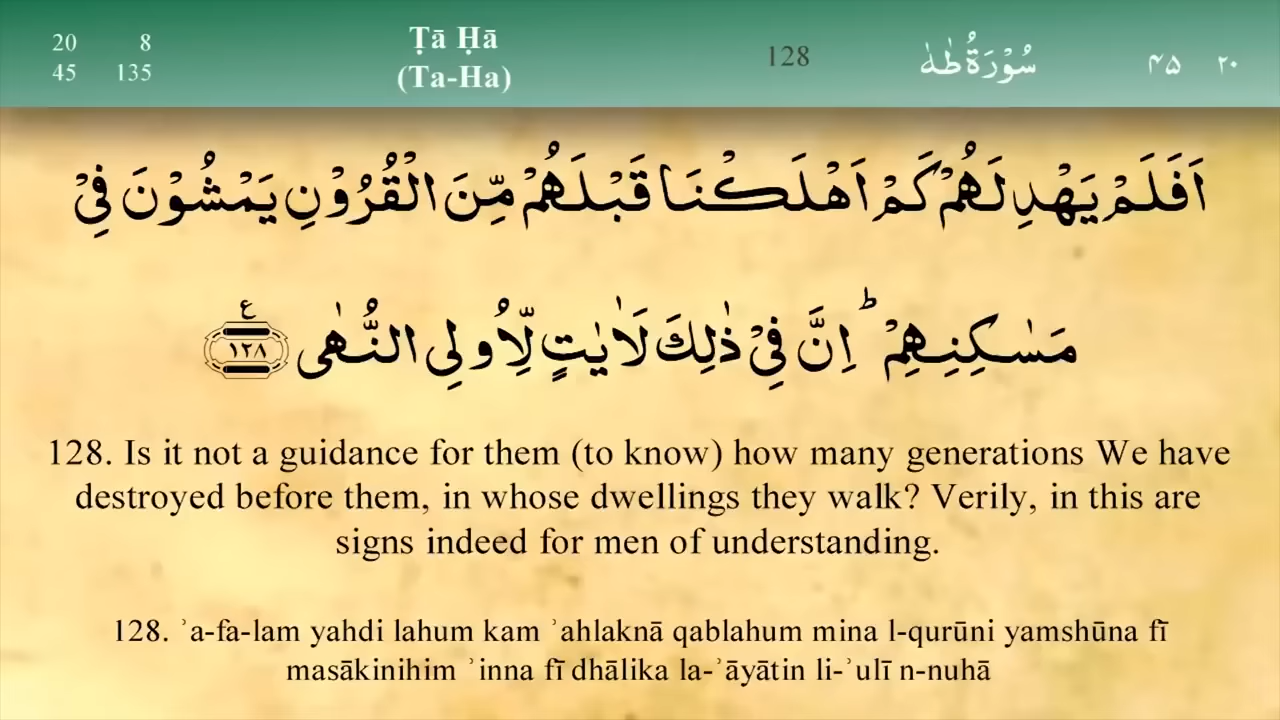 20 8
45 135
Ṭā Ḥā
(Ta-Ha)
128
سُوْرَةُ طٰهٰ
۴۵ ۲۰
اَفَلَمْ يَهْدِ لَهُمْ كَمْ اَهْلَكْنَا قَبْلَهُمْ مِّنَ الْقُرُوْنِ يَمْشُوْنَ فِيْ
مَسٰكِنِهِمْ ؕ اِنَّ فِيْ ذٰلِكَ لَاٰيٰتٍ لِّاُولِي النُّهٰى ع ١٢٨
128. Is it not a guidance for them (to know) how many generations We have
destroyed before them, in whose dwellings they walk? Verily, in this are
signs indeed for men of understanding.
128. ʾa-fa-lam yahdi lahum kam ʾahlaknā qablahum mina l-qurūni yamshūna fī
masākinihim ʾinna fī dhālika la-ʾāyātin li-ʾulī n-nuhā